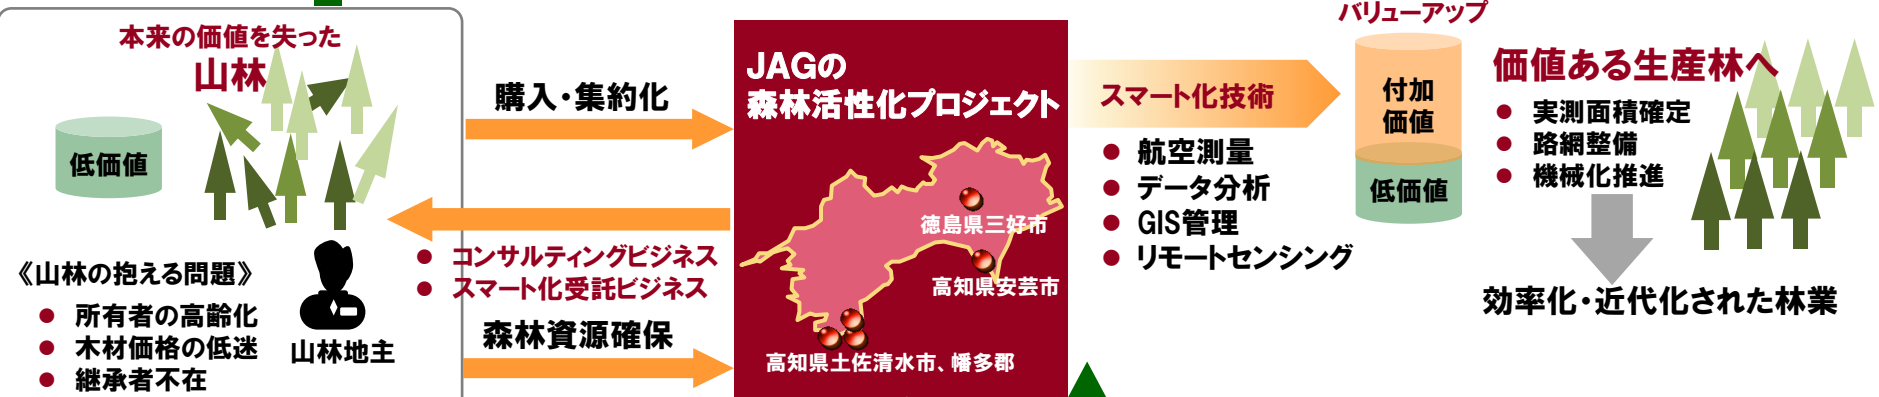 本来の価値を失った
山林
低価値
《山林の抱える問題》
● 所有者の高齢化
● 木材価格の低迷
● 継承者不在
山林地主
購入・集約化
● コンサルティングビジネス
● スマート化受託ビジネス
森林資源確保
JAGの
森林活性化プロジェクト
徳島県三好市
高知県安芸市
高知県土佐清水市、幡多郡
スマート化技術
● 航空測量
● データ分析
● GIS管理
● リモートセンシング
バリューアップ
付加
価値
低価値
価値ある生産林へ
● 実測面積確定
● 路網整備
● 機械化推進
効率化・近代化された林業